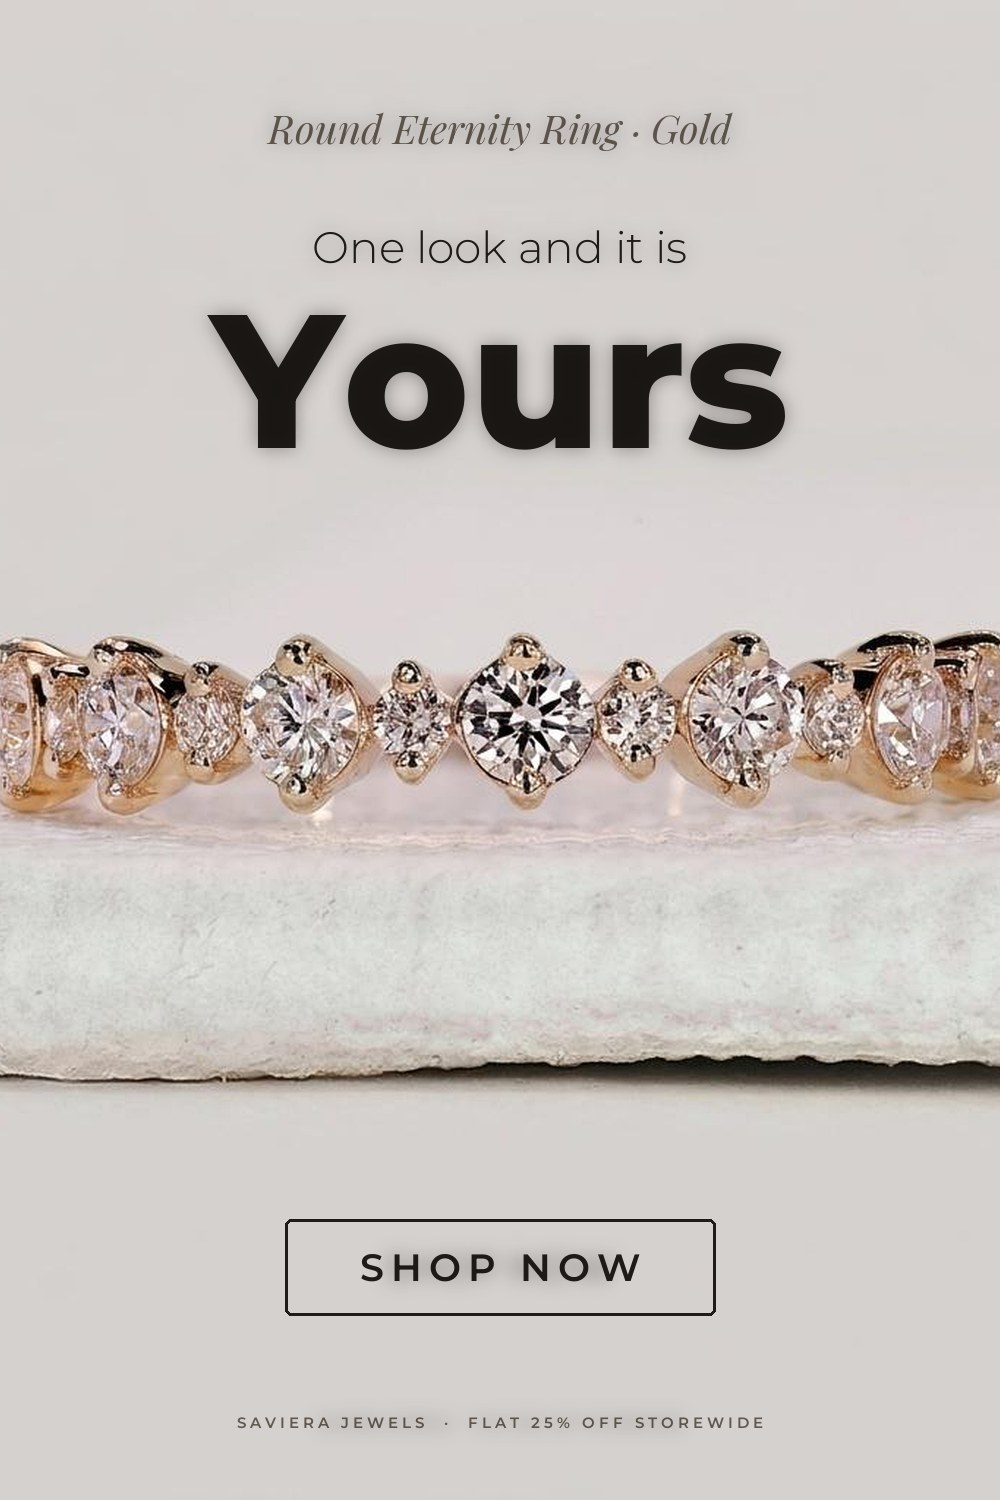 Round Eternity Ring · Gold
One look and it is
Yours
SHOP NOW
SAVIERA JEWELS · FLAT 25% OFF STOREWIDE